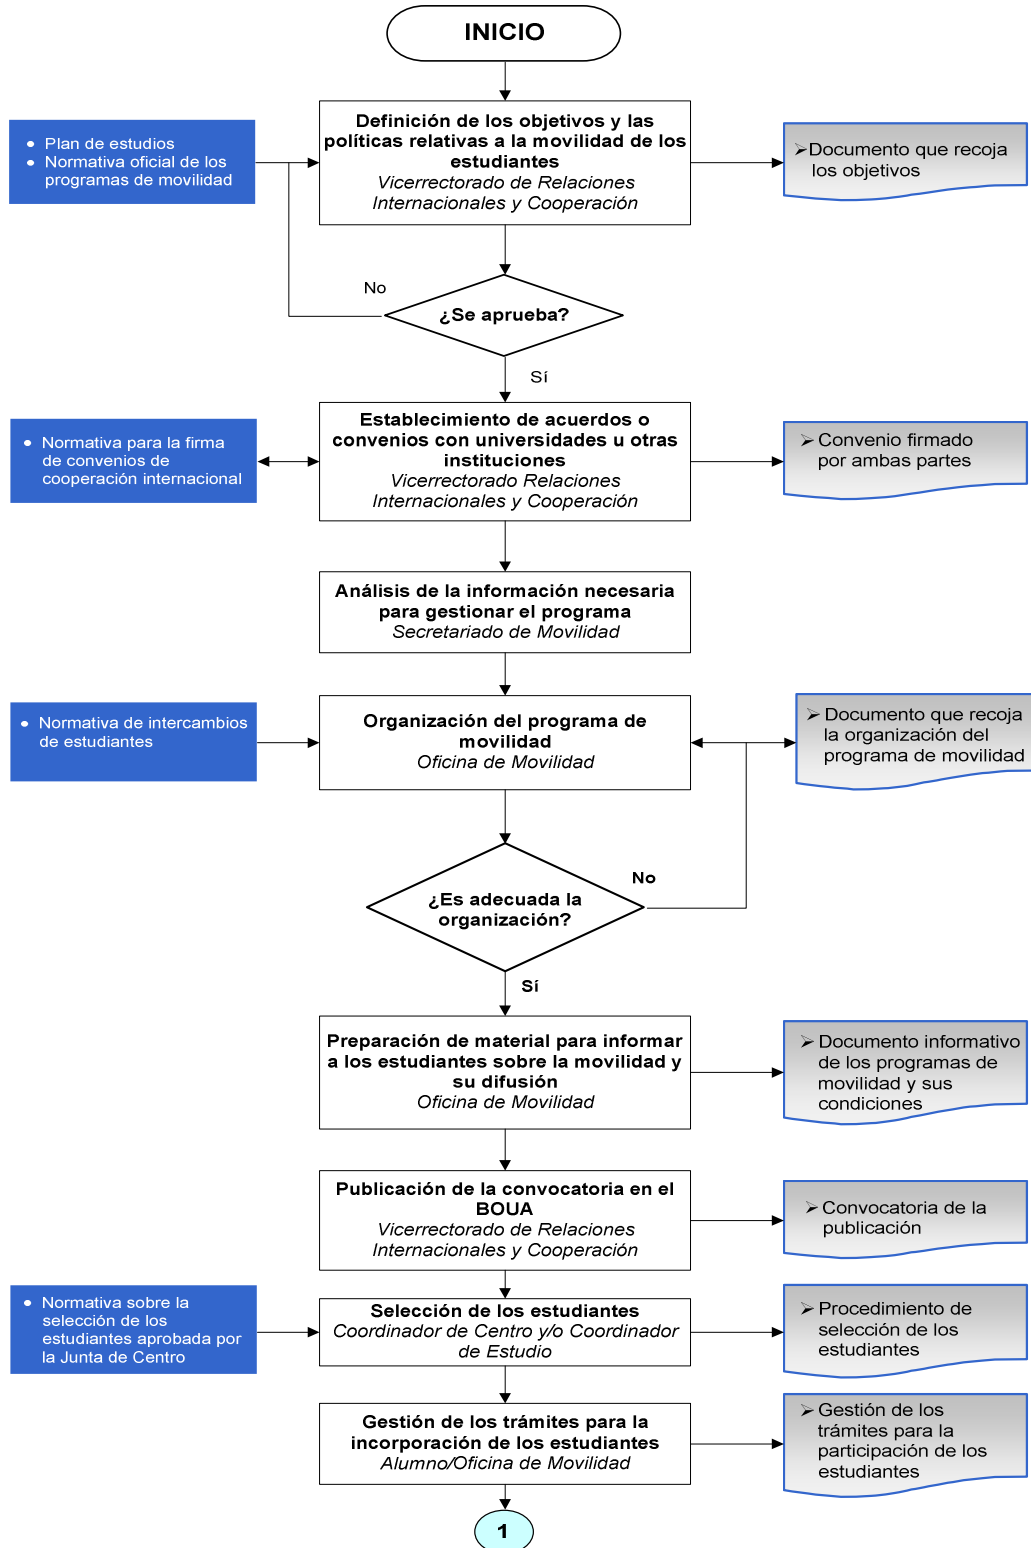 INICIO
Definición de los objetivos y las
políticas relativas a la movilidad de los
estudiantes
Vicerrectorado de Relaciones
Internacionales y Cooperación
• Plan de estudios
• Normativa oficial de los
programas de movilidad
➢Documento que recoja
los objetivos
No
¿Se aprueba?
Sí
Establecimiento de acuerdos o
convenios con universidades u otras
instituciones
Vicerrectorado Relaciones
Internacionales y Cooperación
• Normativa para la firma
de convenios de
cooperación internacional
➢ Convenio firmado
por ambas partes
Análisis de la información necesaria
para gestionar el programa
Secretariado de Movilidad
• Normativa de intercambios
de estudiantes
Organización del programa de
movilidad
Oficina de Movilidad
➢ Documento que recoja
la organización del
programa de movilidad
No
¿Es adecuada la
organización?
Sí
Preparación de material para informar
a los estudiantes sobre la movilidad y
su difusión
Oficina de Movilidad
➢ Documento informativo
de los programas de
movilidad y sus
condiciones
Publicación de la convocatoria en el
BOUA
Vicerrectorado de Relaciones
Internacionales y Cooperación
➢ Convocatoria de la
publicación
• Normativa sobre la
selección de los
estudiantes aprobada por
la Junta de Centro
Selección de los estudiantes
Coordinador de Centro y/o Coordinador
de Estudio
➢ Procedimiento de
selección de los
estudiantes
Gestión de los trámites para la
incorporación de los estudiantes
Alumno/Oficina de Movilidad
➢ Gestión de los
trámites para la
participación de los
estudiantes
1